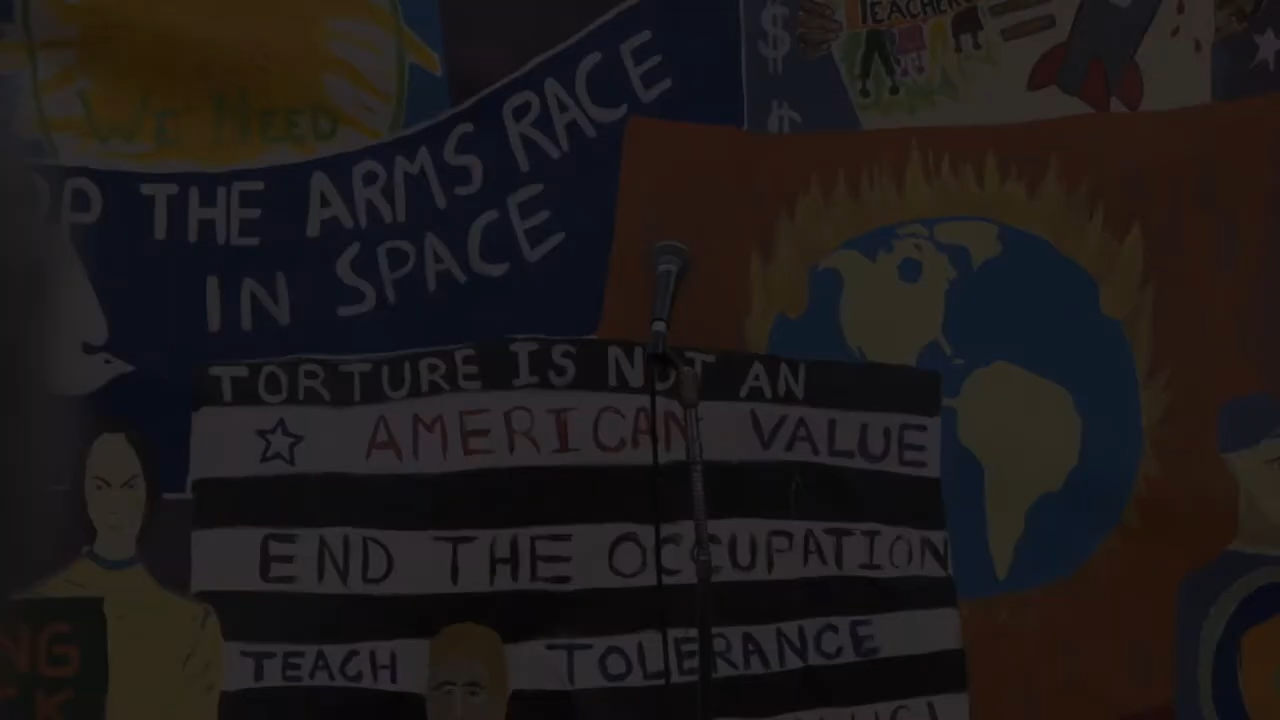 TEACHERS
WE NEED
P THE ARMS RACE
IN SPACE
TORTURE IS NOT AN
AMERICAN VALUE
END THE OCCUPATION
TEACH TOLERANCE
NG
K